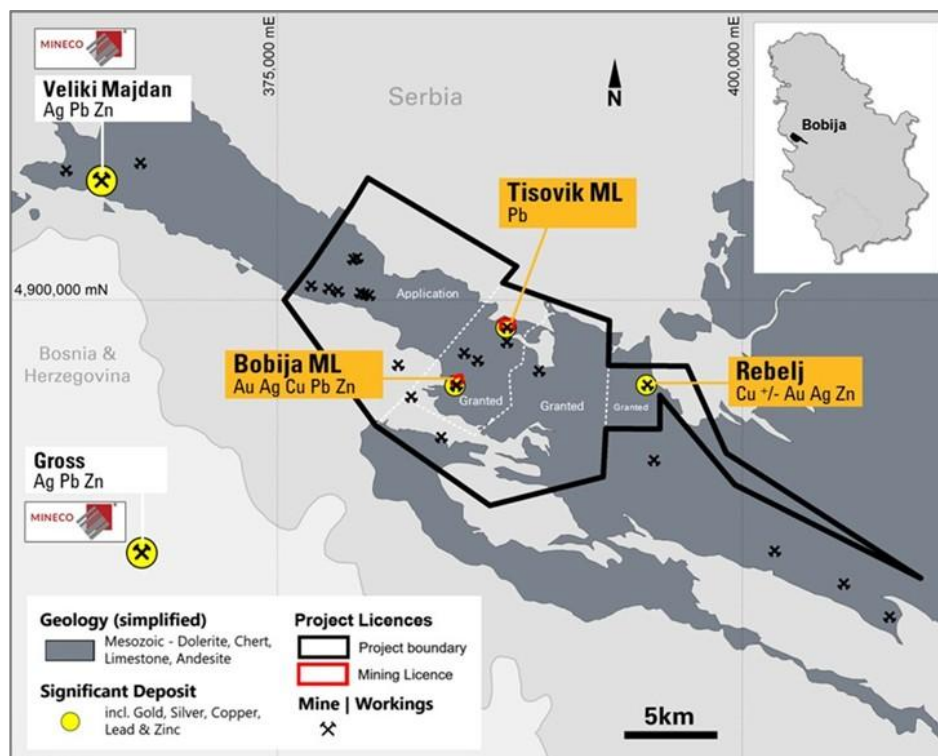 MINECO
Veliki Majdan
Ag Pb Zn
375,000 mE
Serbia
N
400,000 mE
Bobija
Tisovik ML
Pb
4,900,000 mN
Application
Bosnia &
Herzegovina
Bobija ML
Au Ag Cu Pb Zn
Granted
Granted
Granted
Rebelj
Cu +/- Au Ag Zn
Gross
Ag Pb Zn
MINECO
Geology (simplified)
Mesozoic - Dolerite, Chert,
Limestone, Andesite
Significant Deposit
incl. Gold, Silver, Copper,
Lead & Zinc
Project Licences
Project boundary
Mining Licence
Mine | Workings
5km